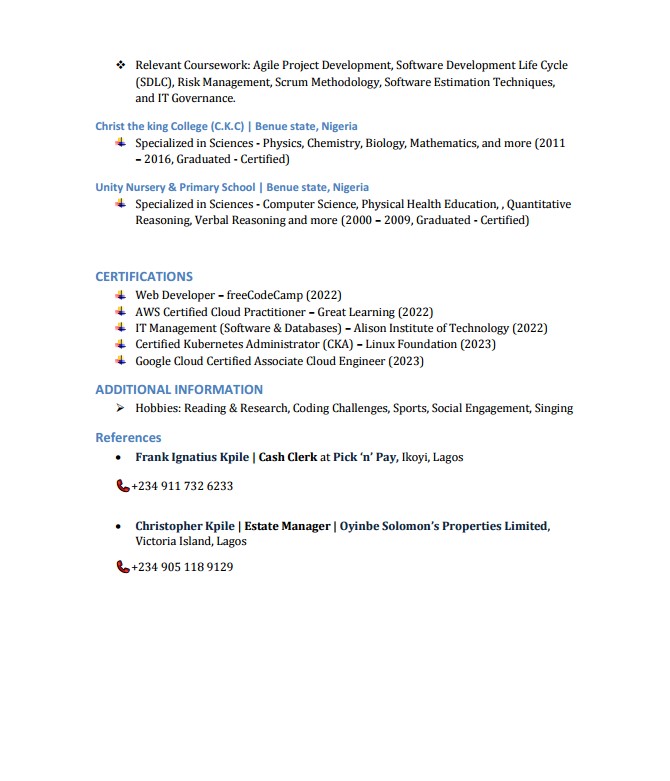 Relevant Coursework: Agile Project Development, Software Development Life Cycle
(SDLC), Risk Management, Scrum Methodology, Software Estimation Techniques,
and IT Governance.
Christ the king College (C.K.C) | Benue state, Nigeria
Specialized in Sciences - Physics, Chemistry, Biology, Mathematics, and more (2011
– 2016, Graduated - Certified)
Unity Nursery & Primary School | Benue state, Nigeria
Specialized in Sciences - Computer Science, Physical Health Education, , Quantitative
Reasoning, Verbal Reasoning and more (2000 – 2009, Graduated - Certified)
CERTIFICATIONS
Web Developer – freeCodeCamp (2022)
AWS Certified Cloud Practitioner – Great Learning (2022)
IT Management (Software & Databases) – Alison Institute of Technology (2022)
Certified Kubernetes Administrator (CKA) – Linux Foundation (2023)
Google Cloud Certified Associate Cloud Engineer (2023)
ADDITIONAL INFORMATION
Hobbies: Reading & Research, Coding Challenges, Sports, Social Engagement, Singing
References
Frank Ignatius Kpile | Cash Clerk at Pick ‘n’ Pay, Ikoyi, Lagos
+234 911 732 6233
Christopher Kpile | Estate Manager | Oyinbe Solomon’s Properties Limited,
Victoria Island, Lagos
+234 905 118 9129